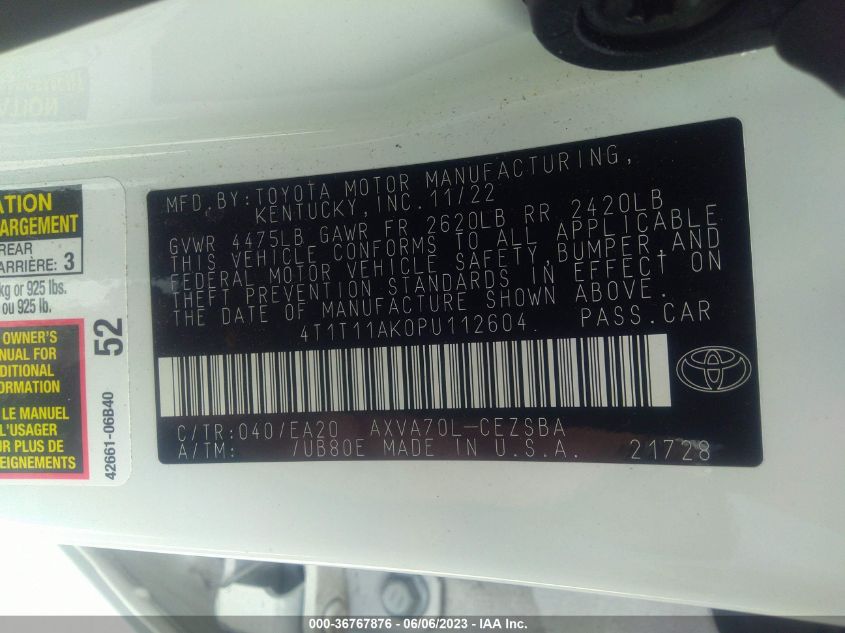 MFD.BY:TOYOTA MOTOR MANUFACTURING,
KENTUCKY,INC.11/22
GVWR 4475LB GAWR FR 2620LB RR 2420LB
THIS VEHICLE CONFORMS TO ALL APPLICABLE
FEDERAL MOTOR VEHICLE SAFETY,BUMPER,AND
THEFT PREVENTION STANDARDS IN EFFECT ON
THE DATE OF MANUFACTURE SHOWN ABOVE.
4T1T11AK0PU112604 PASS.CAR
C/TR:040/EA20 AXVA70L-CEZSBA
A/TM: /UB80E MADE IN U.S.A. 21728
ATION
ARGEMENT
REAR
ARRIÈRE: 3
kg or 925 lbs.
ou 925 lb.
OWNER'S
MANUAL FOR
DITIONAL
FORMATION
LE MANUEL
L'USAGER
PLUS DE
EIGNEMENTS
52
42661-06B40
000-36767876 - 06/06/2023 - IAA Inc.